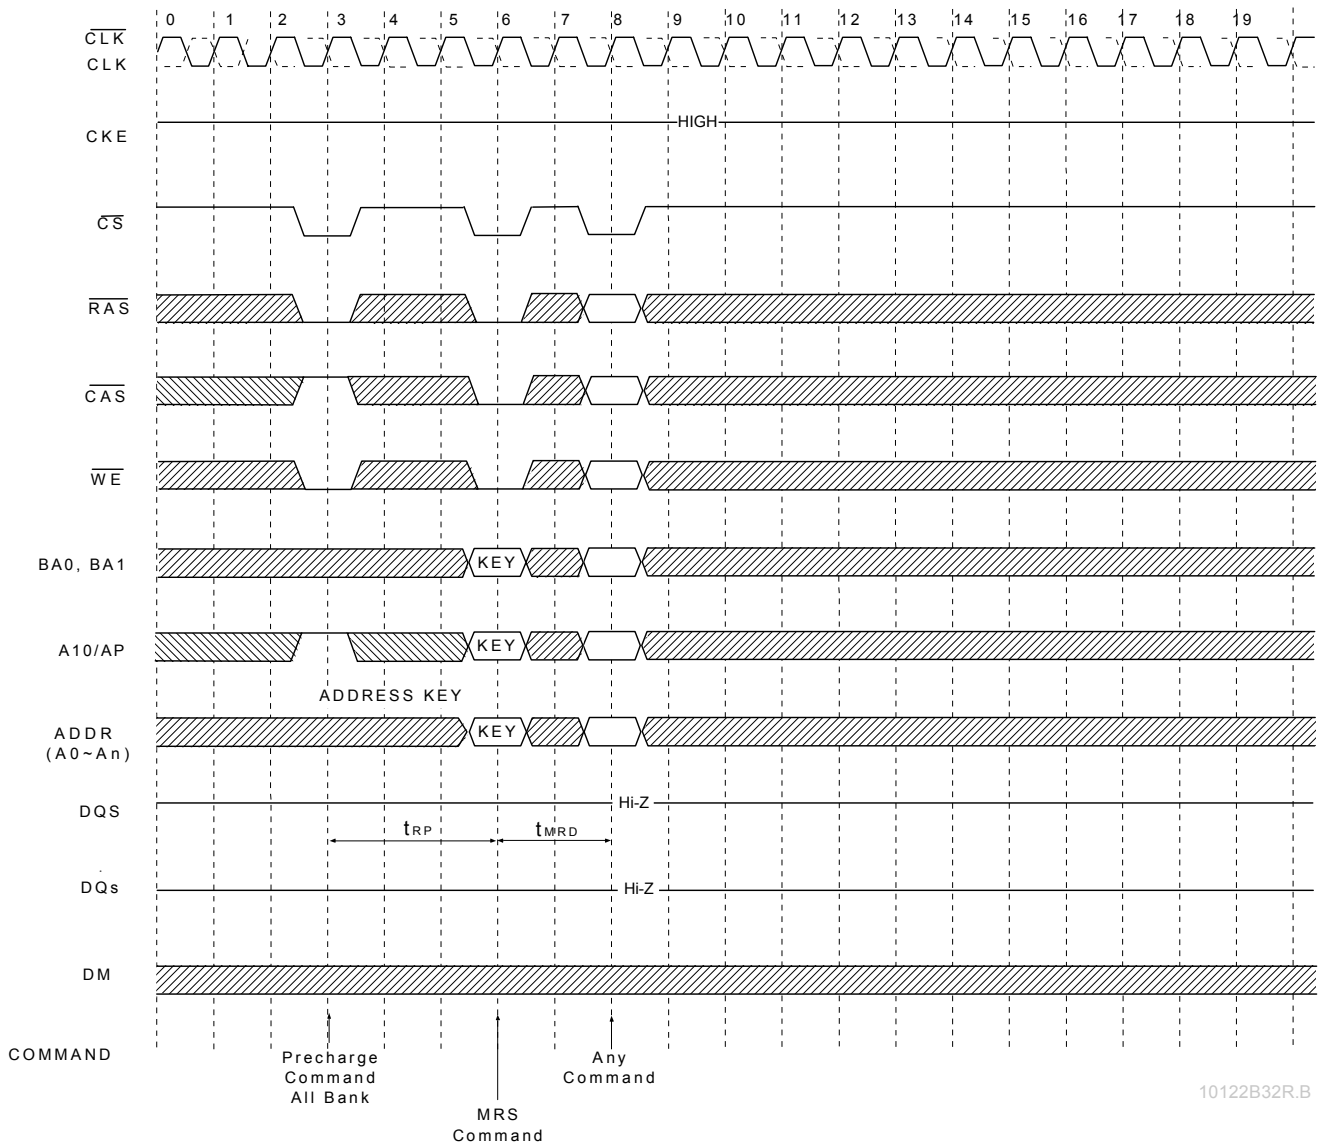 0 1 2 3 4 5 6 7 8 9 10 11 12 13 14 15 16 17 18 19
CLK
CLK
CKE
HIGH
CS
RAS
CAS
WE
BA0, BA1
KEY
A10/AP
KEY
ADDRESS KEY
ADDR
(A0~An)
KEY
DQS
Hi-Z
tRP
tMRD
DQs
Hi-Z
DM
COMMAND
Precharge
Command
All Bank
MRS
Command
Any
Command
10122B32R.B